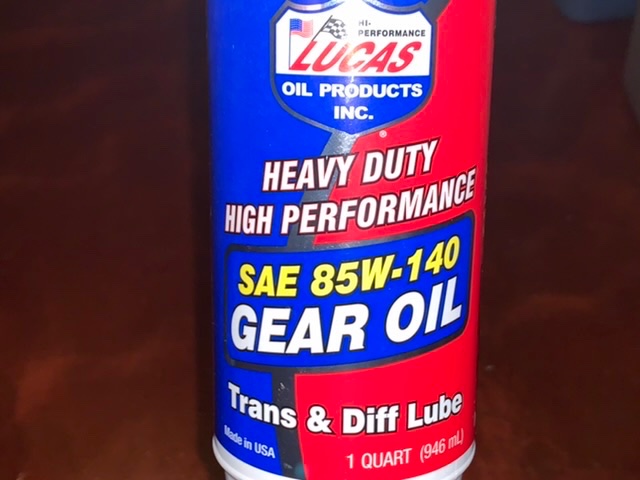 HI-
PERFORMANCE
LUCAS
OIL PRODUCTS
INC.
®
HEAVY DUTY
HIGH PERFORMANCE
SAE 85W-140
GEAR OIL
Trans & Diff Lube
Made in USA
1 QUART (946 mL)